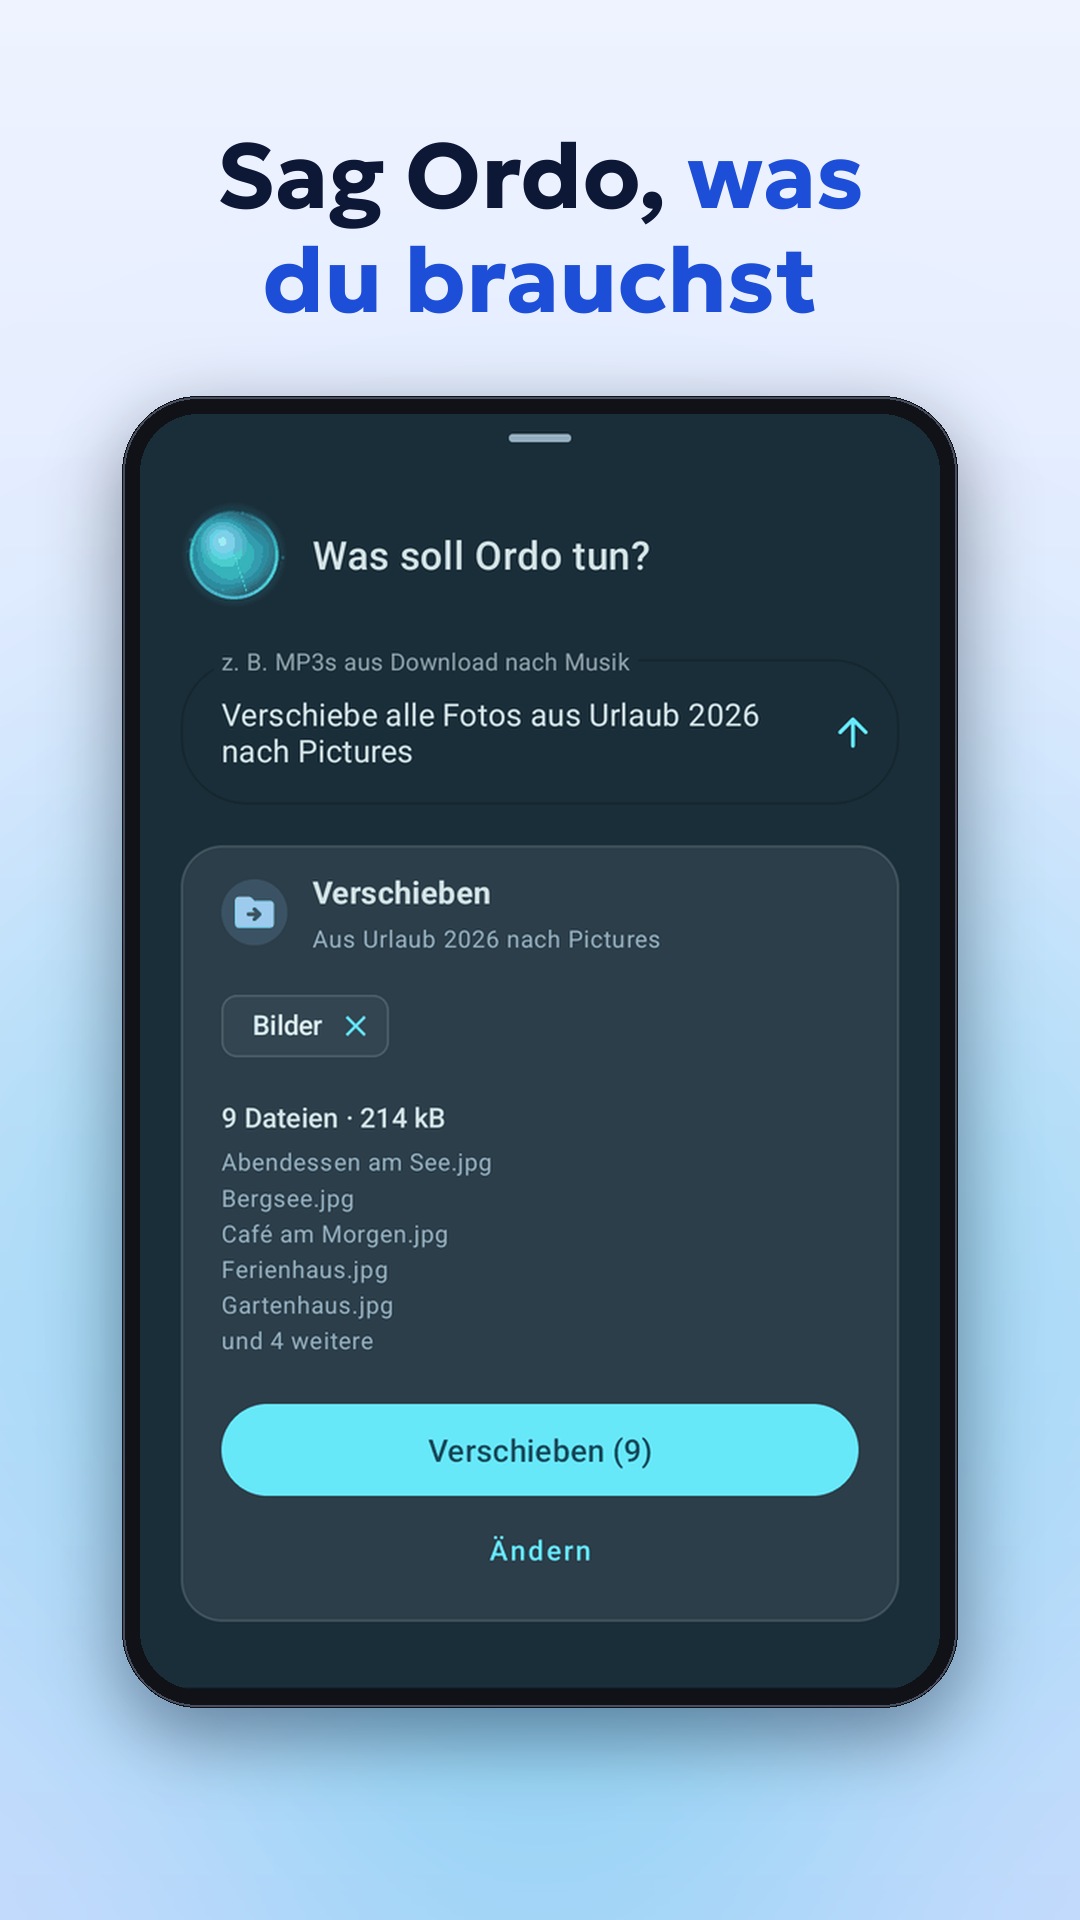 Sag Ordo, was
du brauchst
Was soll Ordo tun?
z. B. MP3s aus Download nach Musik
Verschiebe alle Fotos aus Urlaub 2026
nach Pictures
Verschieben
Aus Urlaub 2026 nach Pictures
Bilder
9 Dateien · 214 kB
Abendessen am See.jpg
Bergsee.jpg
Café am Morgen.jpg
Ferienhaus.jpg
Gartenhaus.jpg
und 4 weitere
Verschieben (9)
Ändern